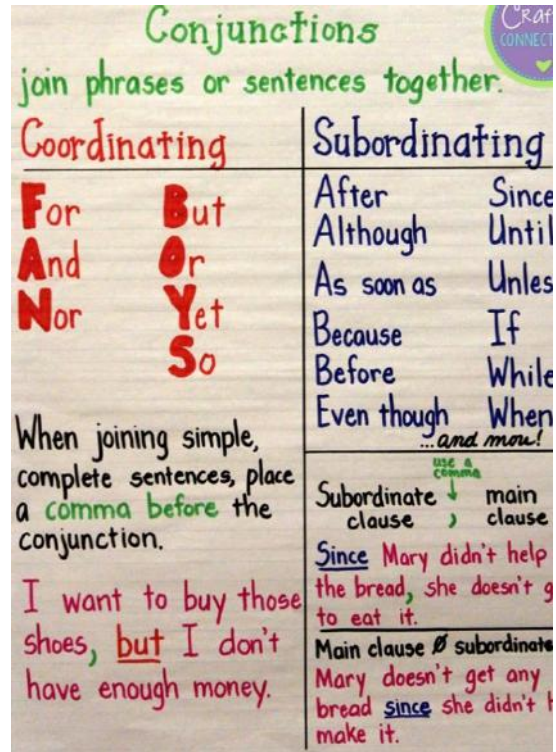 Conjunctions
join phrases or sentences together.
Coordinating
For But
And Or
Nor Yet
So
When joining simple,
complete sentences, place
a comma before the
conjunction.
I want to buy those
shoes, but I don't
have enough money.
Subordinating
After Since
Although Until
As soon as
Because If
Before While
Even though When
...and more!
use a
comma
Subordinate , main
clause clause
Since Mary didn't help
the bread, she doesn't
to eat it.
Main clause Ø subordinate
Mary doesn't get any
bread since she didn't
make it.